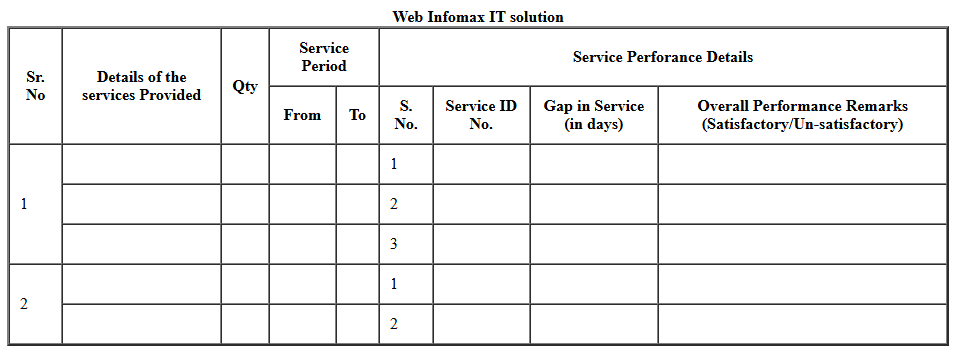 Web Infomax IT solution
Sr.
No
Details of the
services Provided
Qty
Service
Period
Service Perforance Details
From
To
S.
No.
Service ID
No.
Gap in Service
(in days)
Overall Performance Remarks
(Satisfactory/Un-satisfactory)
1
1
2
3
2
1
2